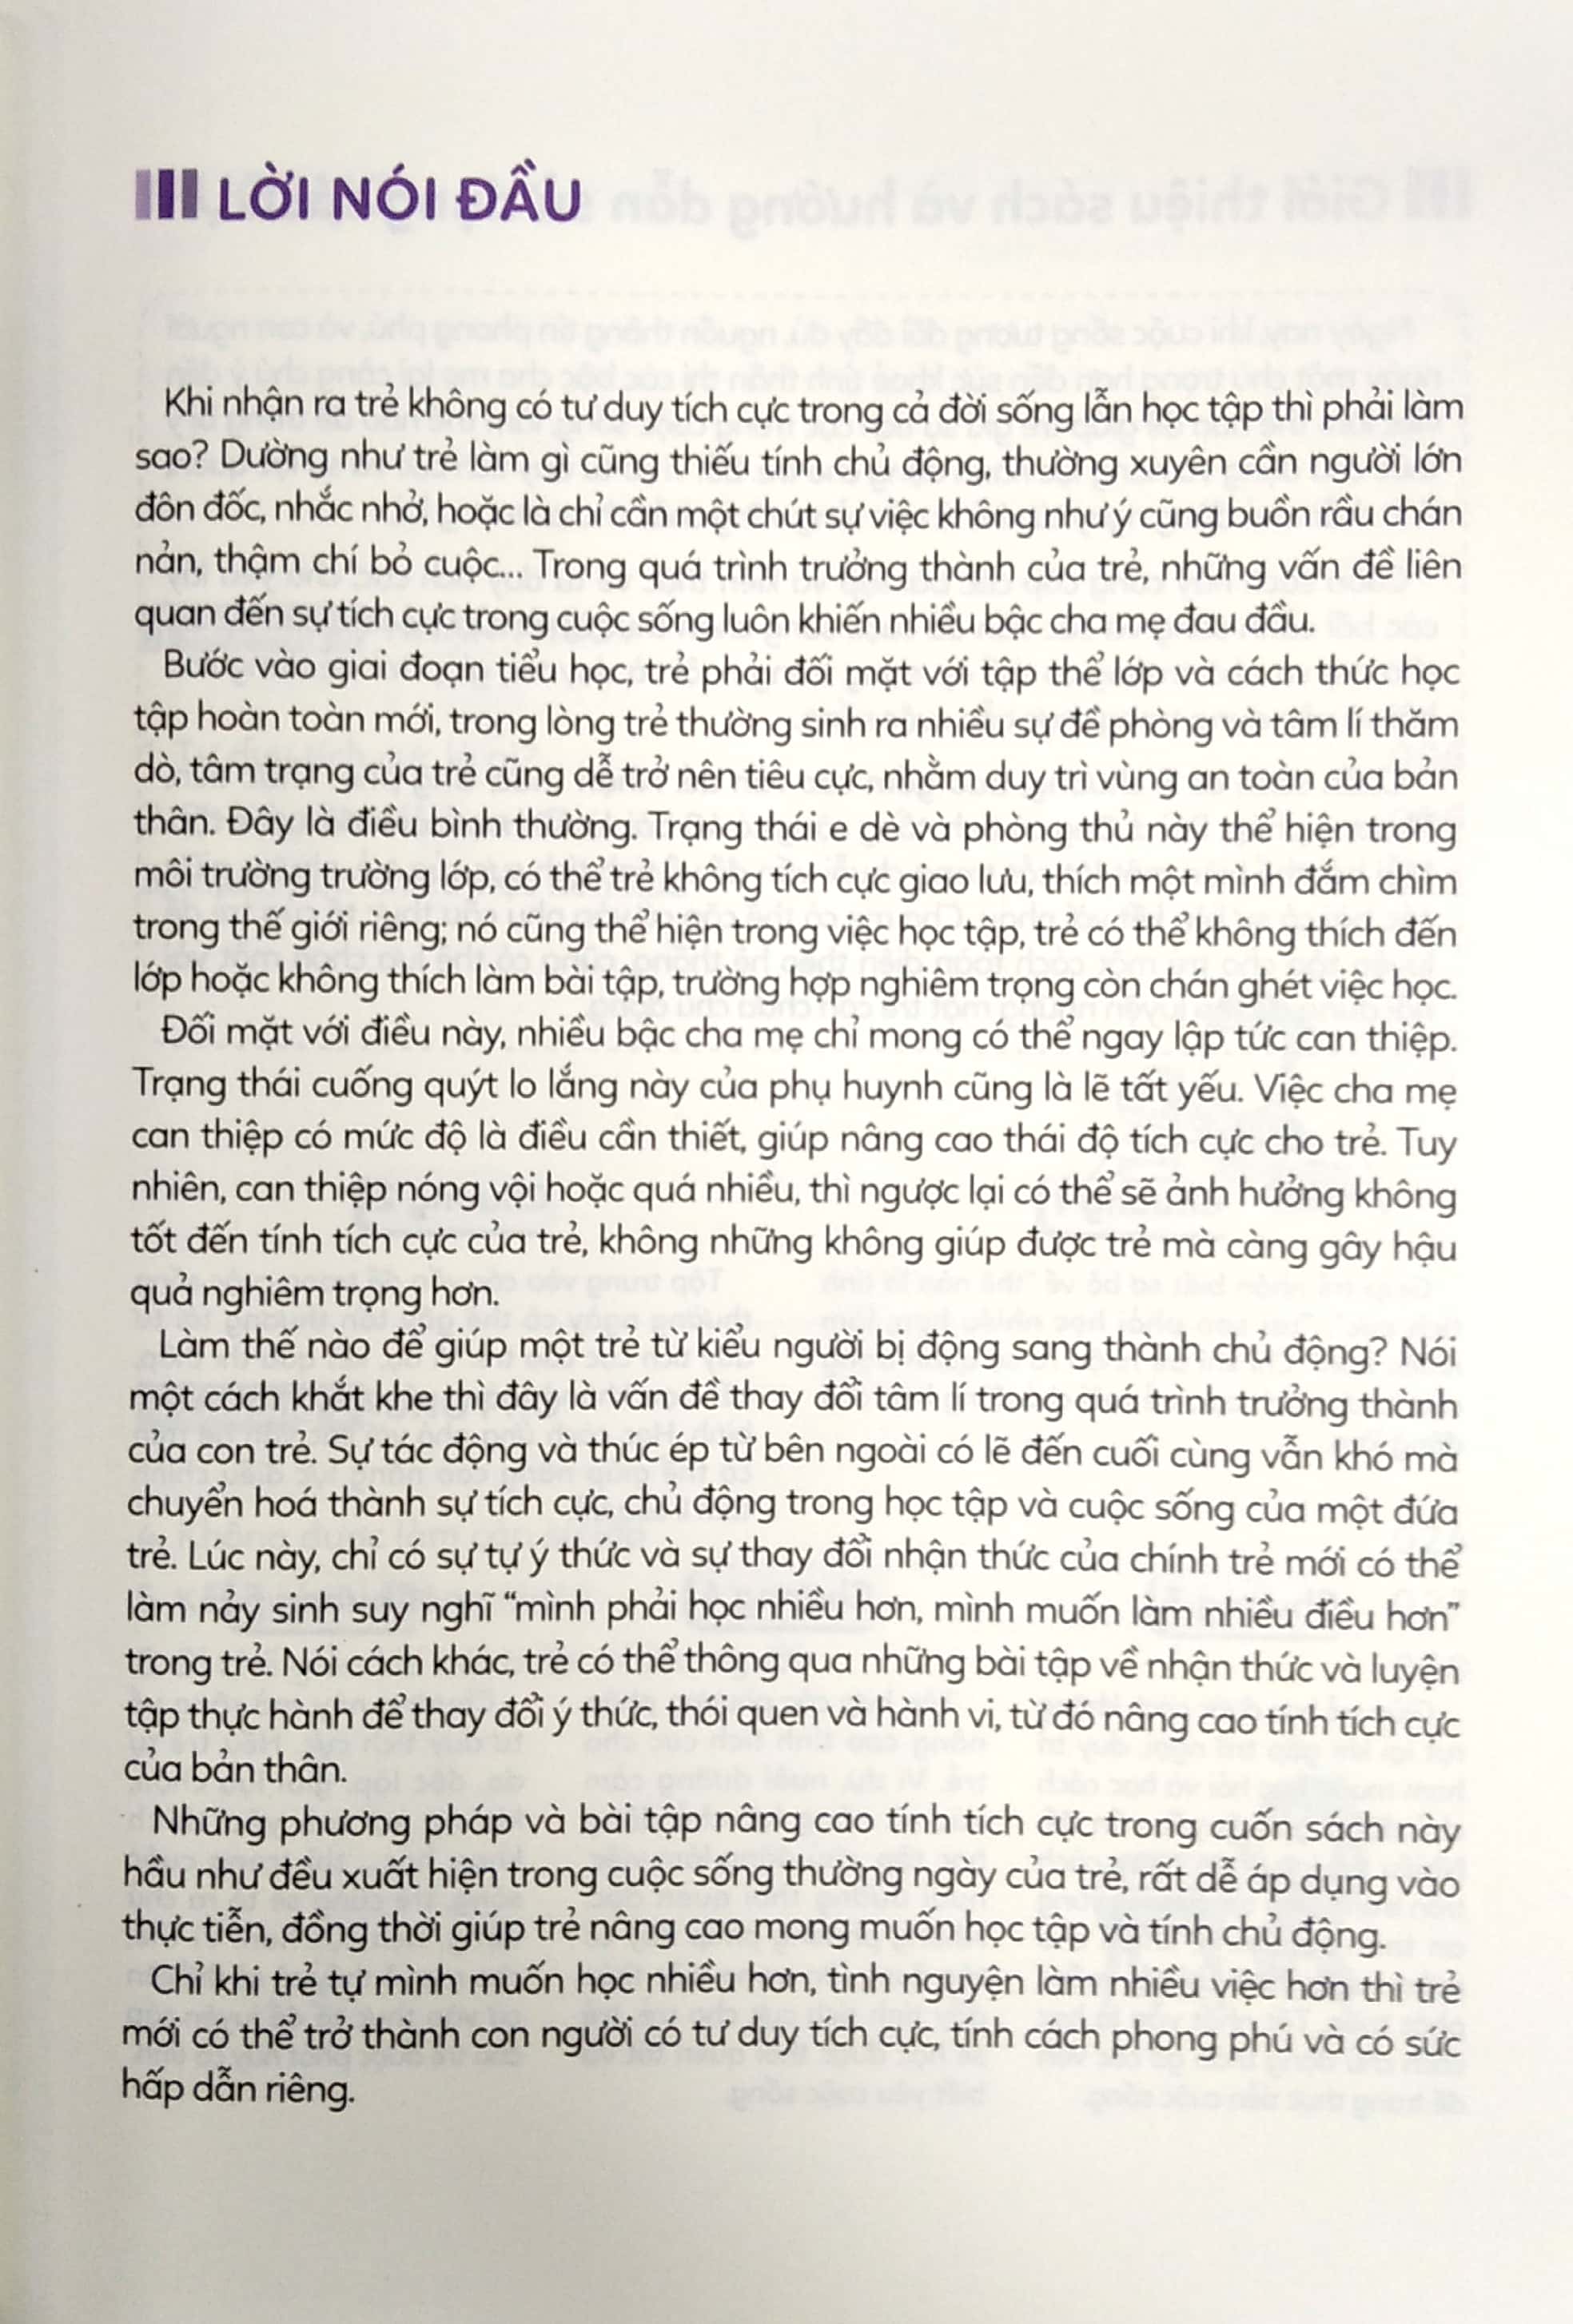 LỜI NÓI ĐẦU
Khi nhận ra trẻ không có tư duy tích cực trong cả đời sống lẫn học tập thì phải làm
sao? Dường như trẻ làm gì cũng thiếu tính chủ động, thường xuyên cần người lớn
đôn đốc, nhắc nhở, hoặc là chỉ cần một chút sự việc không như ý cũng buồn rầu chán
nản, thậm chí bỏ cuộc... Trong quá trình trưởng thành của trẻ, những vấn đề liên
quan đến sự tích cực trong cuộc sống luôn khiến nhiều bậc cha mẹ đau đầu.
Bước vào giai đoạn tiểu học, trẻ phải đối mặt với tập thể lớp và cách thức học
tập hoàn toàn mới, trong lòng trẻ thường sinh ra nhiều sự đề phòng và tâm lí thăm
dò, tâm trạng của trẻ cũng dễ trở nên tiêu cực, nhằm duy trì vùng an toàn của bản
thân. Đây là điều bình thường. Trạng thái e dè và phòng thủ này thể hiện trong
môi trường trường lớp, có thể trẻ không tích cực giao lưu, thích một mình đắm chìm
trong thế giới riêng; nó cũng thể hiện trong việc học tập, trẻ có thể không thích đến
lớp hoặc không thích làm bài tập, trường hợp nghiêm trọng còn chán ghét việc học.
Đối mặt với điều này, nhiều bậc cha mẹ chỉ mong có thể ngay lập tức can thiệp.
Trạng thái cuống quýt lo lắng này của phụ huynh cũng là lẽ tất yếu. Việc cha mẹ
can thiệp có mức độ là điều cần thiết, giúp nâng cao thái độ tích cực cho trẻ. Tuy
nhiên, can thiệp nóng vội hoặc quá nhiều, thì ngược lại có thể sẽ ảnh hưởng không
tốt đến tính tích cực của trẻ, không những không giúp được trẻ mà càng gây hậu
quả nghiêm trọng hơn.
Làm thế nào để giúp một trẻ từ kiểu người bị động sang thành chủ động? Nói
một cách khắt khe thì đây là vấn đề thay đổi tâm lí trong quá trình trưởng thành
của con trẻ. Sự tác động và thúc ép từ bên ngoài có lẽ đến cuối cùng vẫn khó mà
chuyển hoá thành sự tích cực, chủ động trong học tập và cuộc sống của một đứa
trẻ. Lúc này, chỉ có sự tự ý thức và sự thay đổi nhận thức của chính trẻ mới có thể
làm nảy sinh suy nghĩ “mình phải học nhiều hơn, mình muốn làm nhiều điều hơn”
trong trẻ. Nói cách khác, trẻ có thể thông qua những bài tập về nhận thức và luyện
tập thực hành để thay đổi ý thức, thói quen và hành vi, từ đó nâng cao tính tích cực
của bản thân.
Những phương pháp và bài tập nâng cao tính tích cực trong cuốn sách này
hầu như đều xuất hiện trong cuộc sống thường ngày của trẻ, rất dễ áp dụng vào
thực tiễn, đồng thời giúp trẻ nâng cao mong muốn học tập và tính chủ động.
Chỉ khi trẻ tự mình muốn học nhiều hơn, tình nguyện làm nhiều việc hơn thì trẻ
mới có thể trở thành con người có tư duy tích cực, tính cách phong phú và có sức
hấp dẫn riêng.